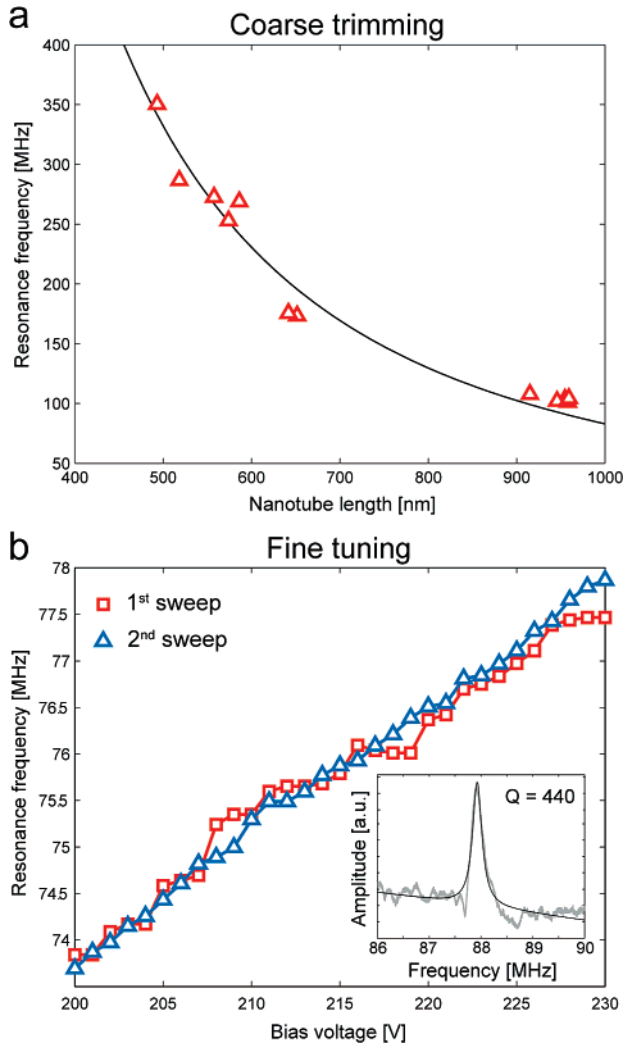 a
Coarse trimming
400
350
300
250
200
150
100
50
400 500 600 700 800 900 1000
Resonance frequency [MHz]
Nanotube length [nm]
b
Fine tuning
78
775
77
76.5
76
75.5
75
74.5
74
200 205 210 215 220 225 230
Resonance frequency [MHz]
Bias voltage [V]
1st sweep
2nd sweep
Q = 440
Amplitude [a.u.]
86 87 88 89 90
Frequency [MHz]